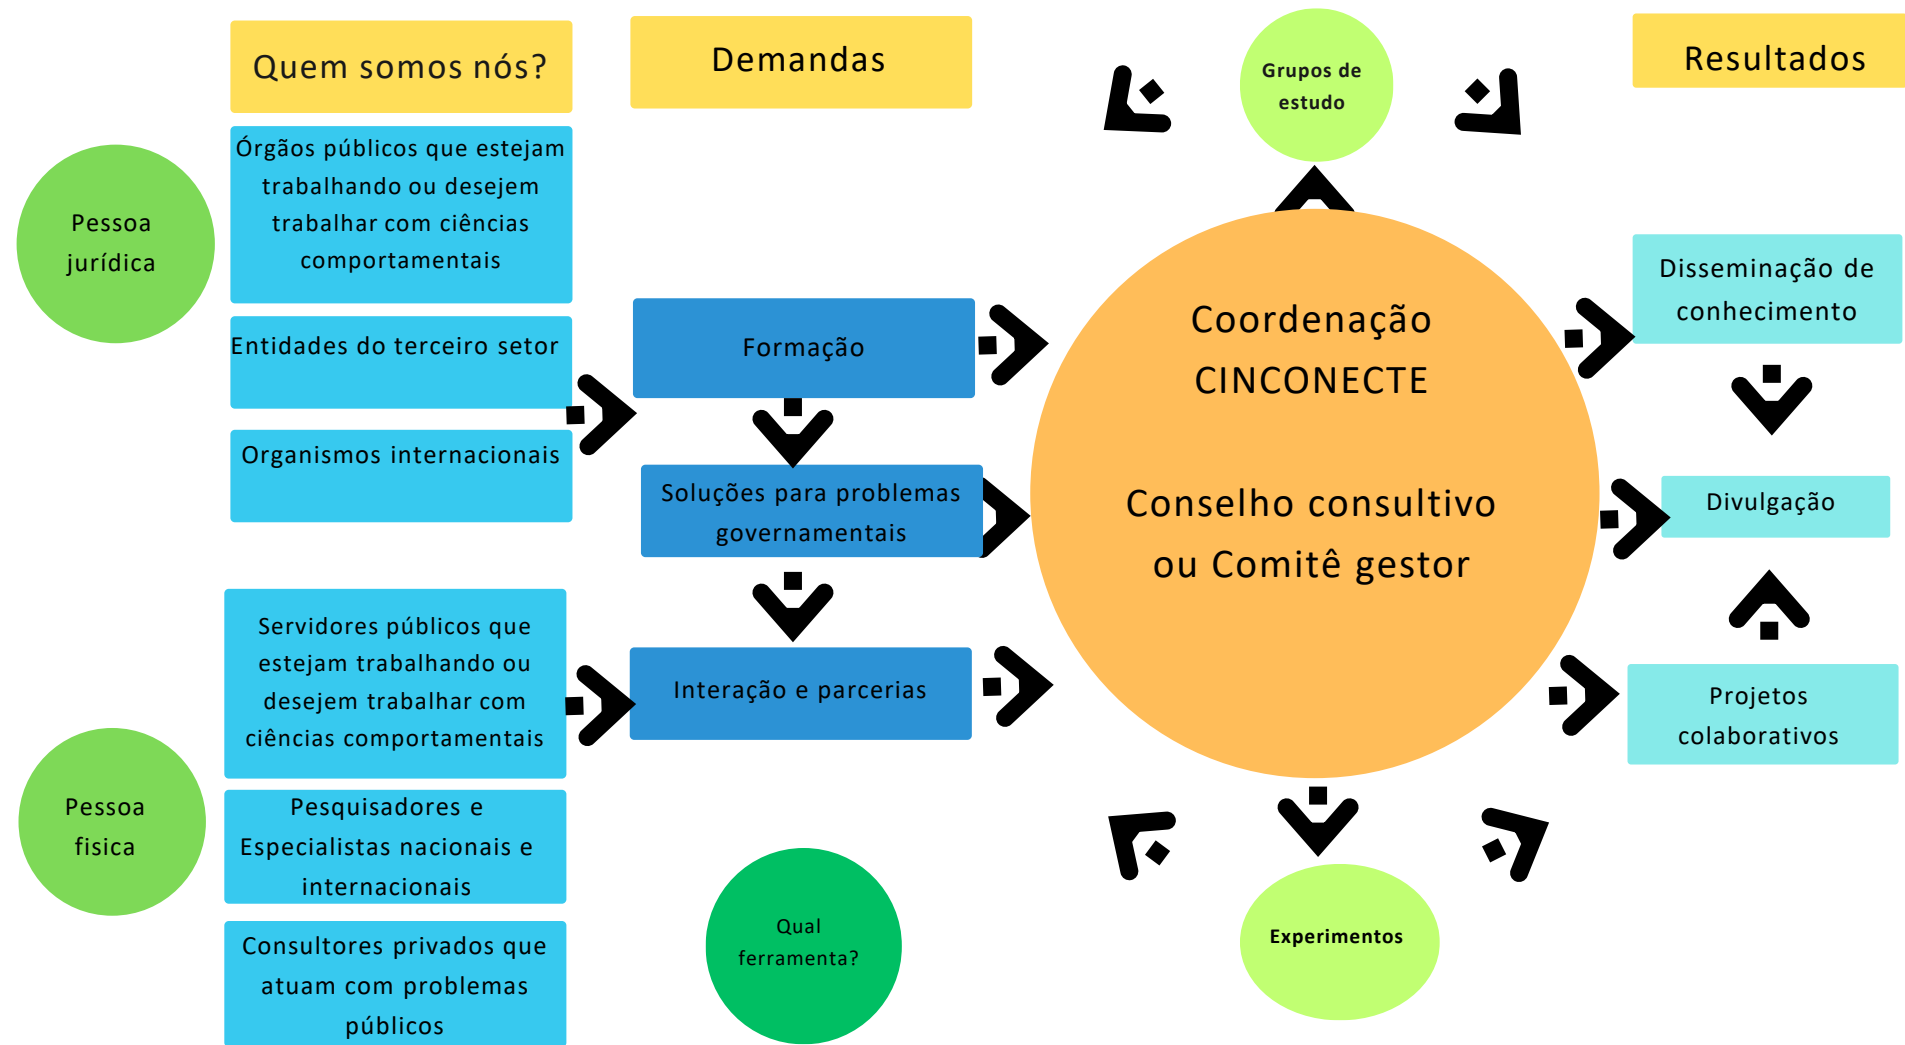 Quem somos nós?
Demandas
Grupos de
estudo
Resultados
Pessoa
jurídica
Órgãos públicos que estejam
trabalhando ou desejem
trabalhar com ciências
comportamentais
Entidades do terceiro setor
Organismos internacionais
Formação
Soluções para problemas
governamentais
Interação e parcerias
Coordenação
CINCONECTE
Conselho consultivo
ou Comitê gestor
Disseminação de
conhecimento
Divulgação
Projetos
colaborativos
Pessoa
fisica
Servidores públicos que
estejam trabalhando ou
desejem trabalhar com
ciências comportamentais
Pesquisadores e
Especialistas nacionais e
internacionais
Consultores privados que
atuam com problemas
públicos
Qual
ferramenta?
Experimentos